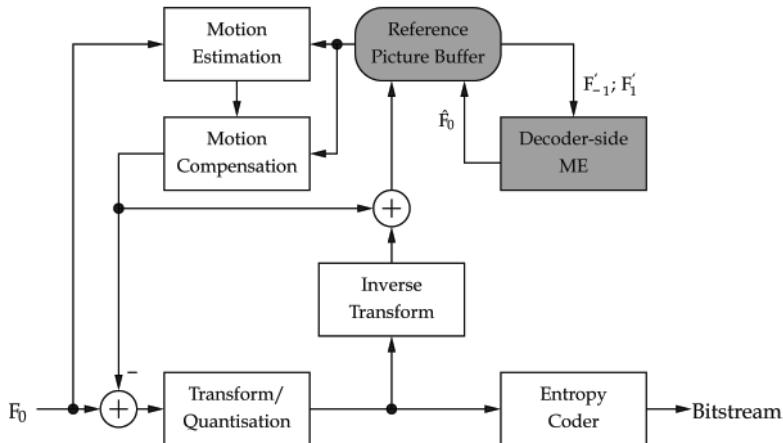 Motion
Estimation
Reference
Picture Buffer
F′₋₁; F′₁
F̂₀
Motion
Compensation
Decoder-side
ME
+
Inverse
Transform
−
F₀
+
Transform/
Quantisation
Entropy
Coder
Bitstream